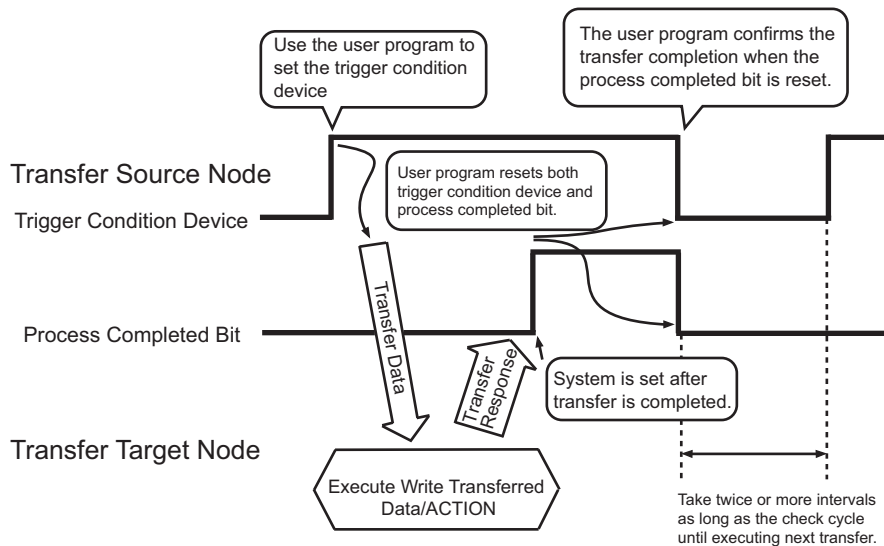 Use the user program to
set the trigger condition
device
The user program confirms the
transfer completion when the
process completed bit is reset.
Transfer Source Node
Trigger Condition Device
User program resets both
trigger condition device and
process completed bit.
Transfer Data
Process Completed Bit
Transfer
Response
System is set after
transfer is completed.
Transfer Target Node
Execute Write Transferred
Data/ACTION
Take twice or more intervals
as long as the check cycle
until executing next transfer.